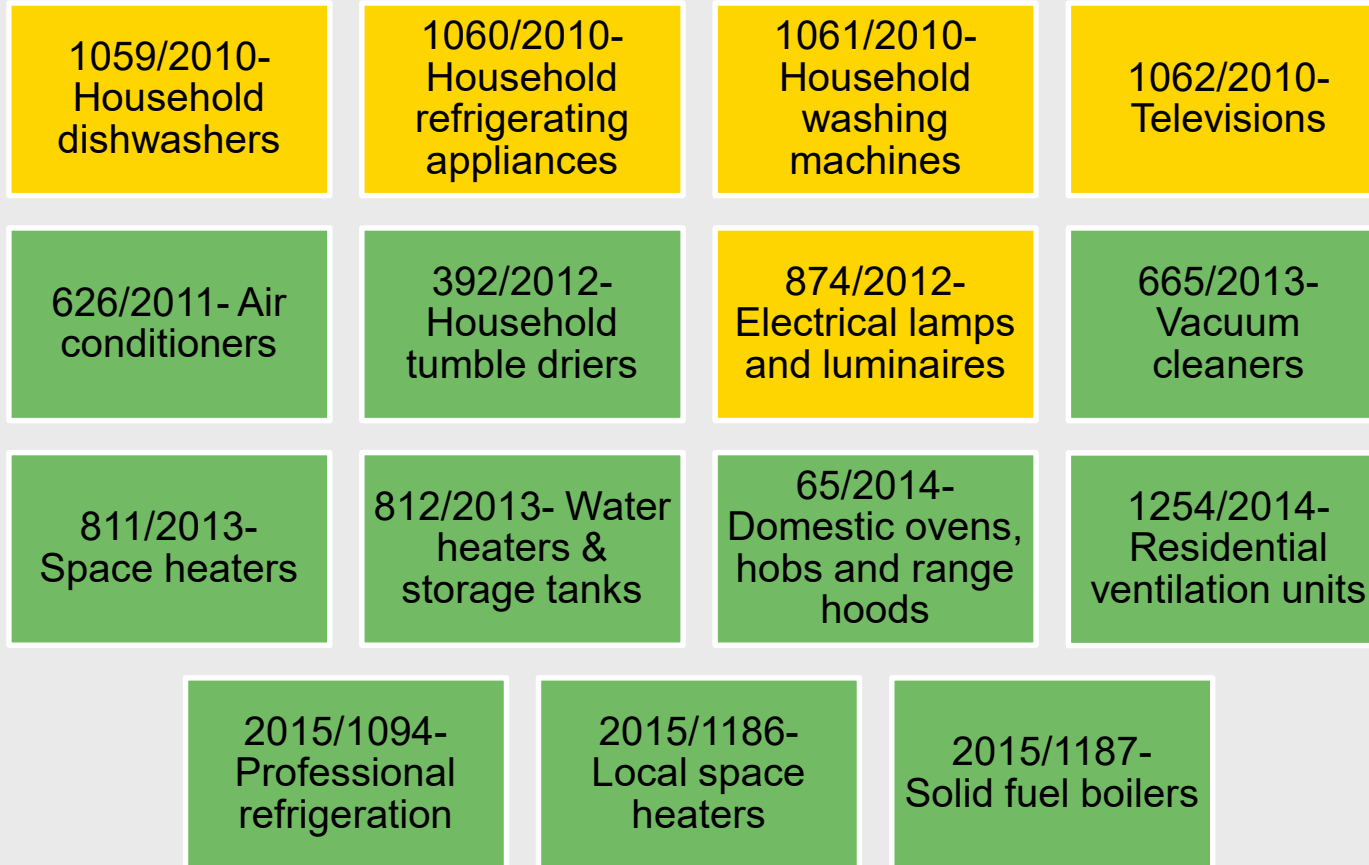 1059/2010-
Household
dishwashers
1060/2010-
Household
refrigerating
appliances
1061/2010-
Household
washing
machines
1062/2010-
Televisions
626/2011- Air
conditioners
392/2012-
Household
tumble driers
874/2012-
Electrical lamps
and luminaires
665/2013-
Vacuum
cleaners
811/2013-
Space heaters
812/2013- Water
heaters &
storage tanks
65/2014-
Domestic ovens,
hobs and range
hoods
1254/2014-
Residential
ventilation units
2015/1094-
Professional
refrigeration
2015/1186-
Local space
heaters
2015/1187-
Solid fuel boilers